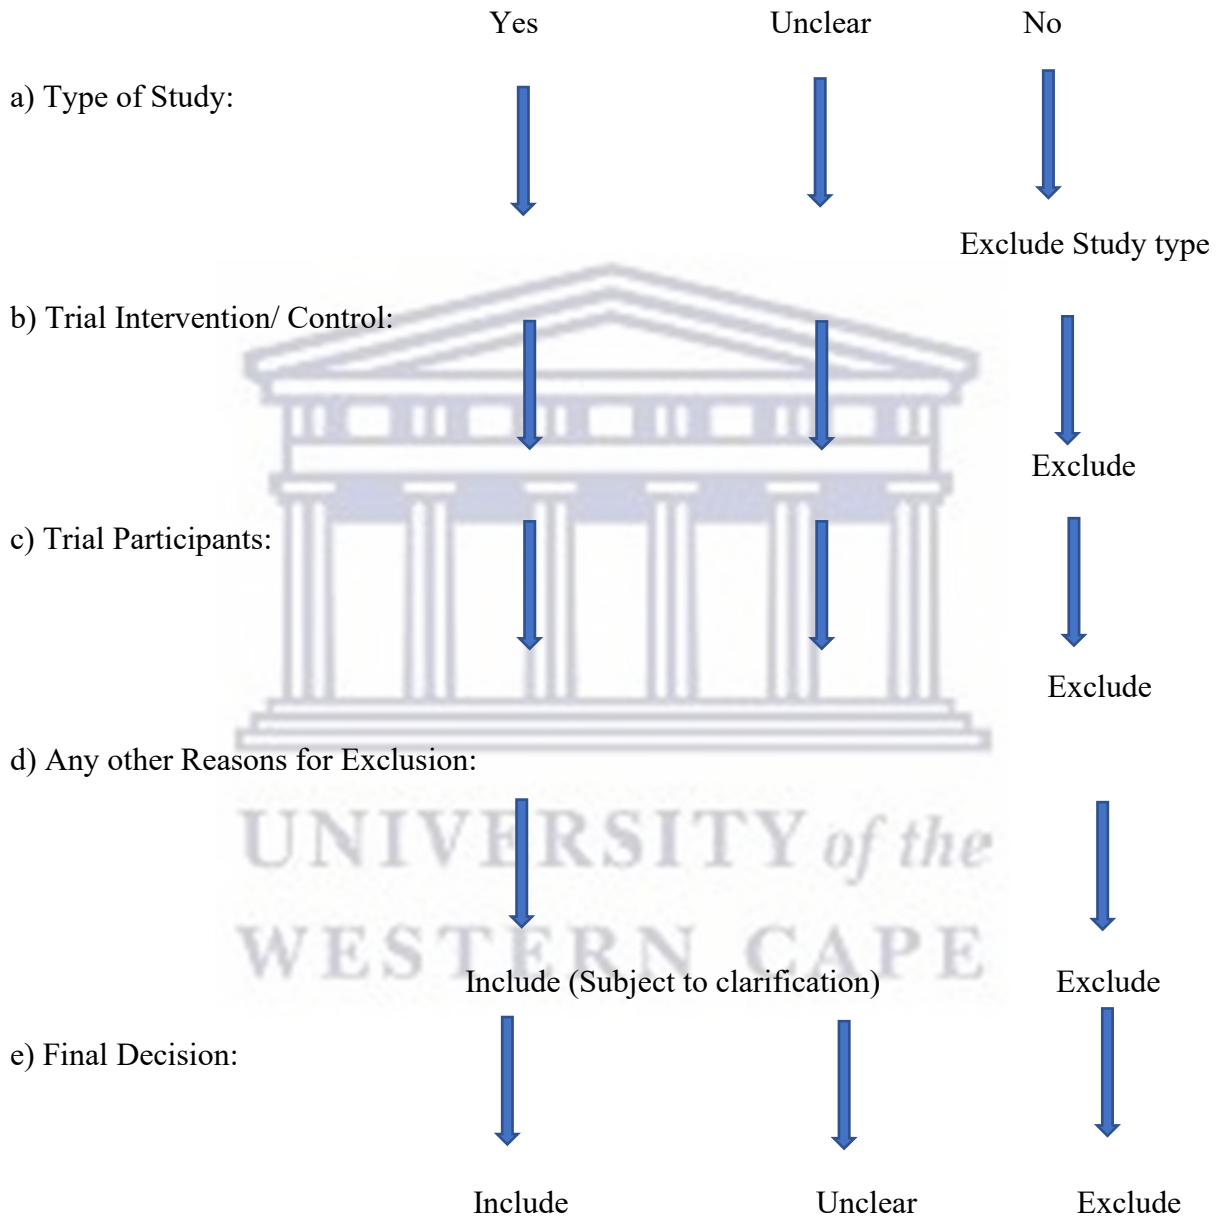 Yes Unclear No
a) Type of Study:
Exclude Study type
b) Trial Intervention/ Control:
Exclude
c) Trial Participants:
Exclude
d) Any other Reasons for Exclusion:
UNIVERSITY of the
WESTERN CAPE
Include (Subject to clarification) Exclude
e) Final Decision:
Include Unclear Exclude